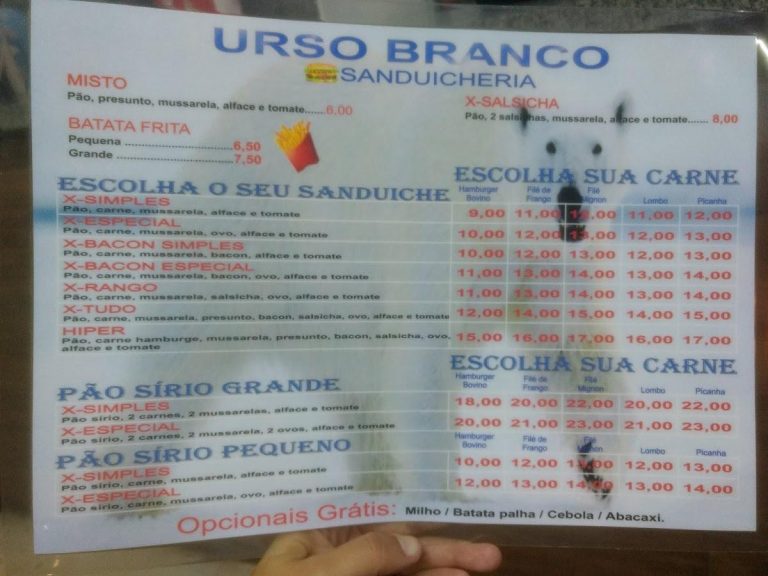 URSO BRANCO
SANDUICHERIA
MISTO
Pão, presunto, mussarela, alface e tomate......6,00
X-SALSICHA
Pão, 2 salsichas, mussarela, alface e tomate...... 8,00
BATATA FRITA
Pequena ............................6,50
Grande ..............................7,50
ESCOLHA O SEU SANDUICHE ESCOLHA SUA CARNE
Hamburger Bovino Filé de Frango Filé Mignon Lombo Picanha
X-SIMPLES
Pão, carne, mussarela, alface e tomate 9,00 11,00 11,00 12,00
X-ESPECIAL
Pão, carne, mussarela, ovo, alface e tomate 10,00 12,00 13,00 12,00 13,00
X-BACON SIMPLES
Pão, carne, mussarela, bacon, alface e tomate 10,00 12,00 13,00 12,00 13,00
X-BACON ESPECIAL
Pão, carne, mussarela, bacon, ovo, alface e tomate 11,00 13,00 14,00 13,00 14,00
X-RANGO
Pão, carne, mussarela, salsicha, ovo, alface e tomate 11,00 13,00 14,00 13,00 14,00
X-TUDO
Pão, carne, mussarela, presunto, bacon, salsicha, ovo, alface e tomate 12,00 14,00 15,00 14,00 15,00
HIPER
Pão, carne hamburgo, mussarela, presunto, bacon, salsicha, ovo, alface e tomate 15,00 16,00 17,00 16,00 17,00
ESCOLHA SUA CARNE
PÃO SÍRIO GRANDE
Hamburger Bovino Filé de Frango Filé Mignon Lombo Picanha
X-SIMPLES
Pão sírio, 2 carnes, 2 mussarelas, alface e tomate 18,00 20,00 22,00 20,00 22,00
X-ESPECIAL
Pão sírio, 2 carnes, 2 mussarela, 2 ovos, alface e tomate 20,00 21,00 23,00 21,00 23,00
PÃO SÍRIO PEQUENO
Hamburger Bovino Filé de Frango Filé Mignon Lombo Picanha
X-SIMPLES
Pão sírio, carne, mussarela, alface e tomate 10,00 12,00 13,00 12,00 13,00
X-ESPECIAL
Pão sírio, carne, mussarela, ovo, alface e tomate 12,00 13,00 14,00 13,00 14,00
Opcionais Grátis: Milho / Batata palha / Cebola / Abacaxi.